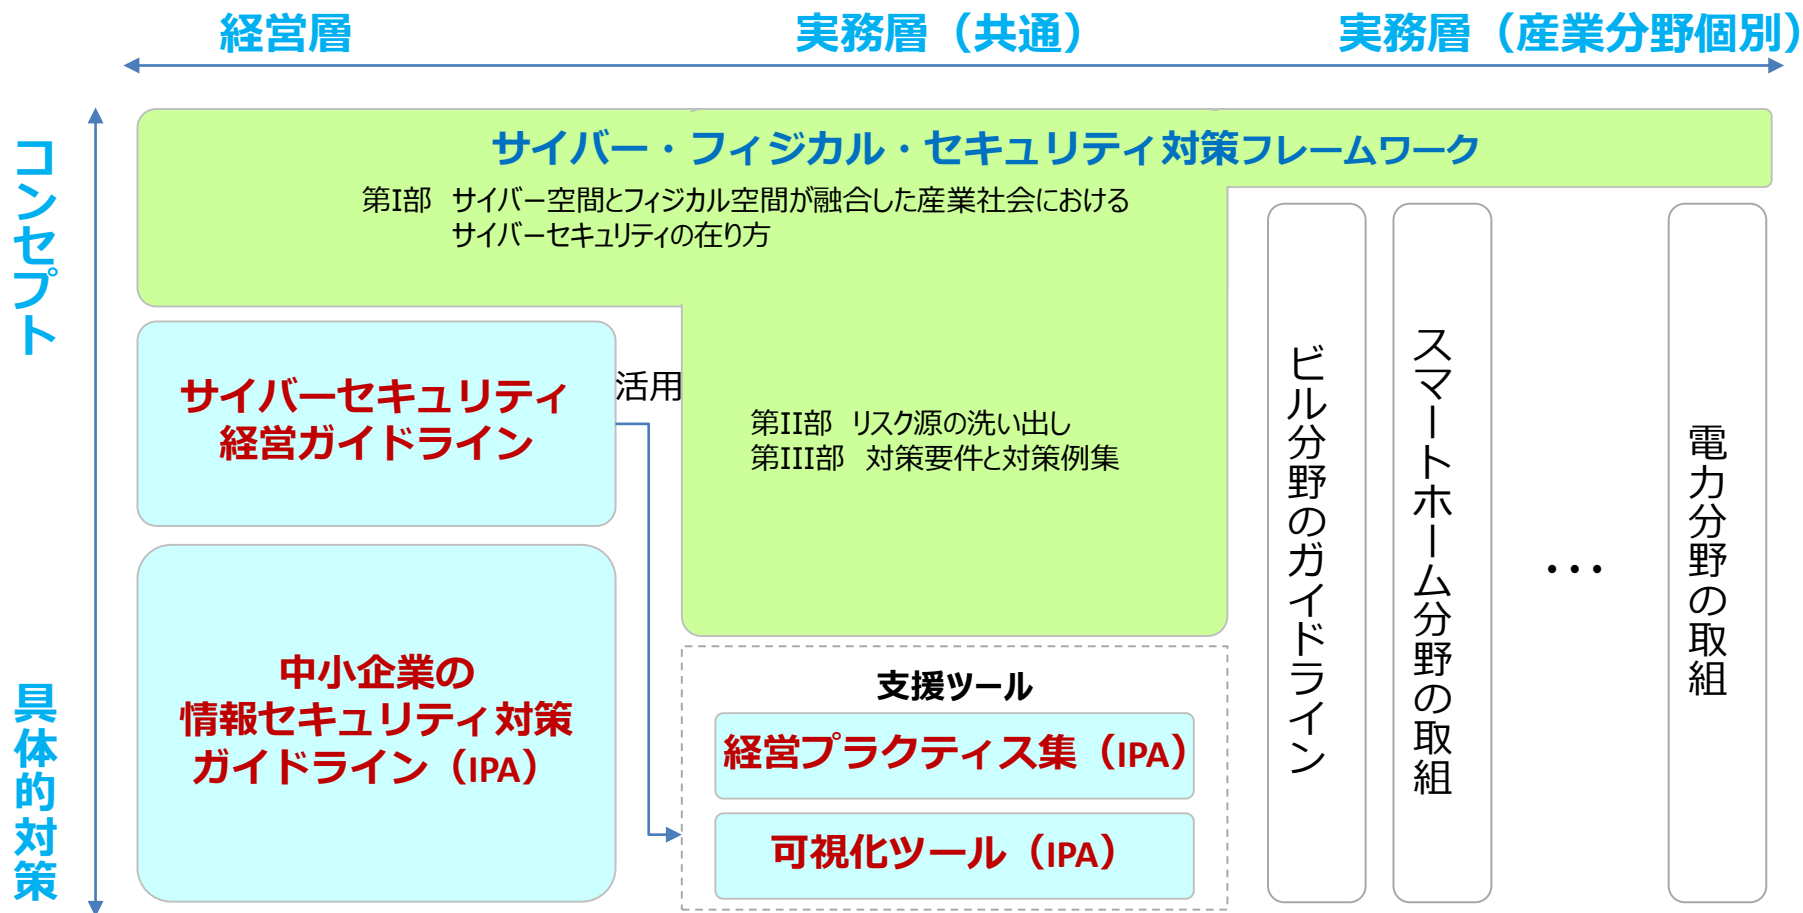 経営層
実務層（共通）
実務層（産業分野個別）
コンセプト
具体的対策
サイバー・フィジカル・セキュリティ対策フレームワーク
第I部　サイバー空間とフィジカル空間が融合した産業社会における
サイバーセキュリティの在り方
サイバーセキュリティ
経営ガイドライン
活用
第II部　リスク源の洗い出し
第III部　対策要件と対策例集
中小企業の
情報セキュリティ対策
ガイドライン（IPA）
支援ツール
経営プラクティス集（IPA）
可視化ツール（IPA）
ビル分野のガイドライン
スマートホーム分野の取組
…
電力分野の取組